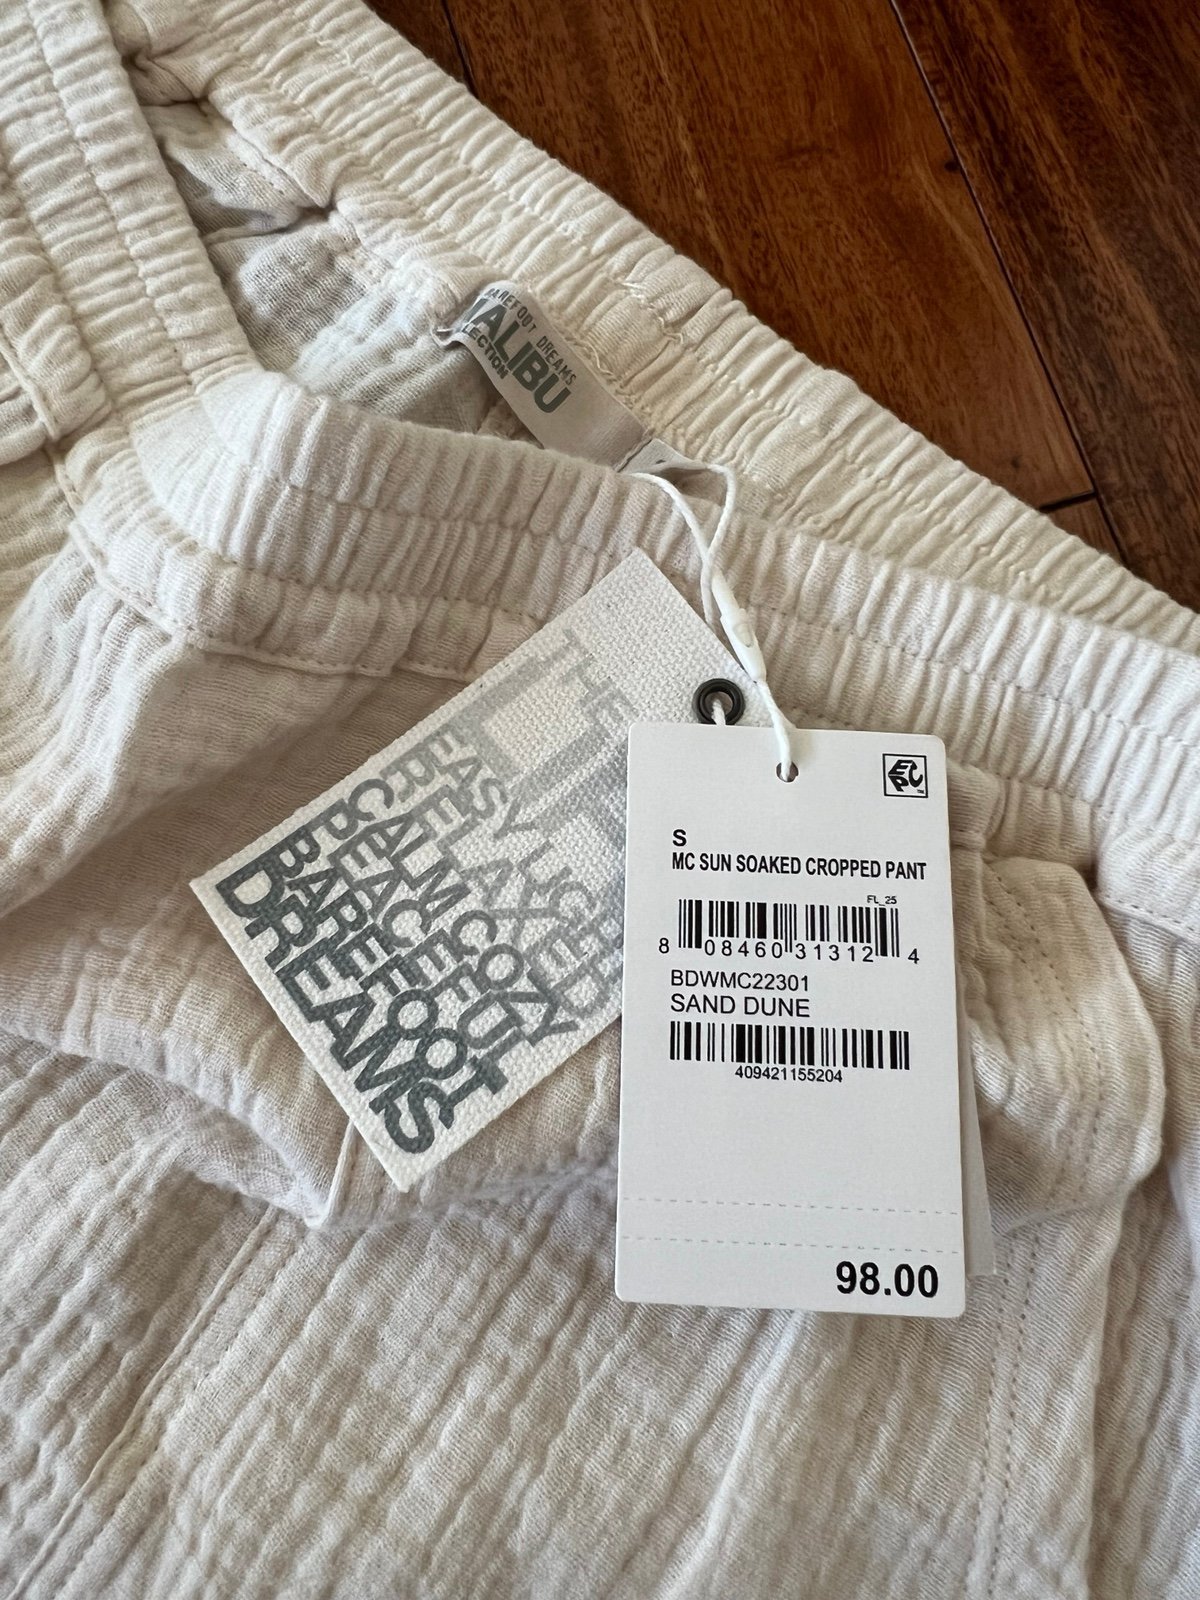 BAREFOOT DREAMS
MALIBU
COLLECTION
THE
EASY LIGHT
RELAXED
CALM COZY
PEACEFUL
BAREFOOT
DREAMS
S
MC SUN SOAKED CROPPED PANT
FL_25
8 08460 31312 4
BDWMC22301
SAND DUNE
409421155204
98.00